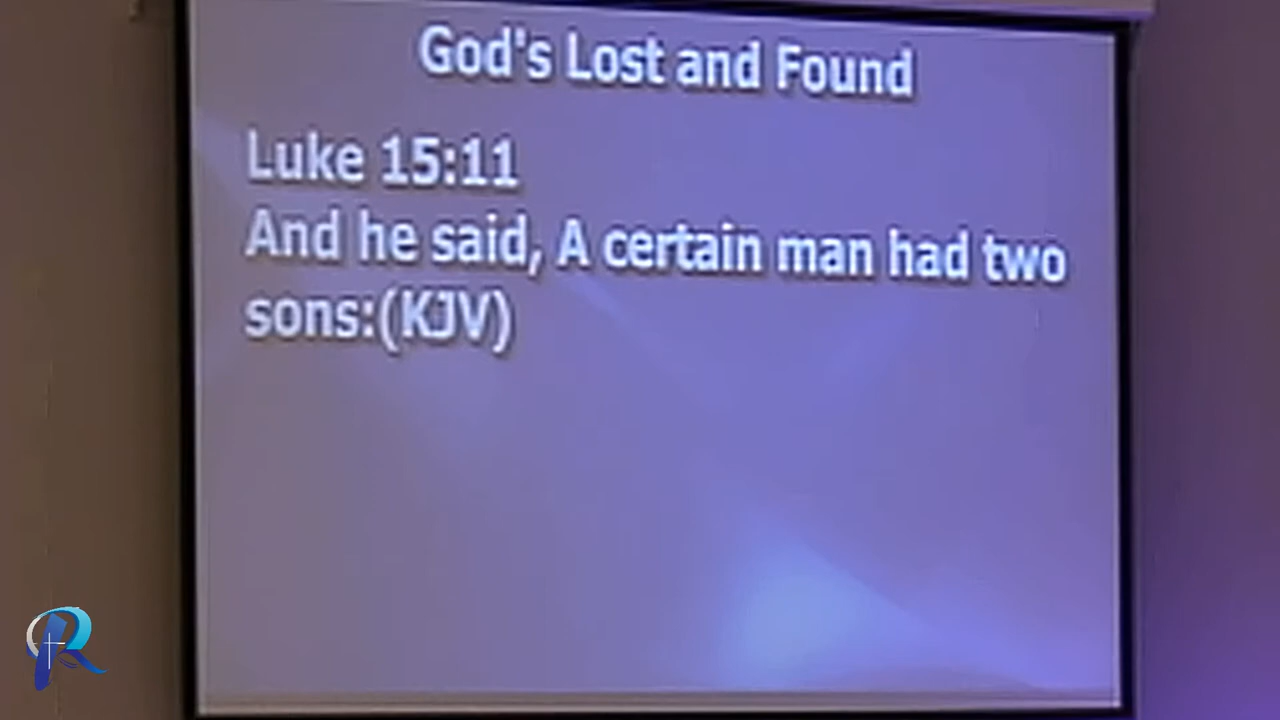 God's Lost and Found
Luke 15:11
And he said, A certain man had two
sons:(KJV)